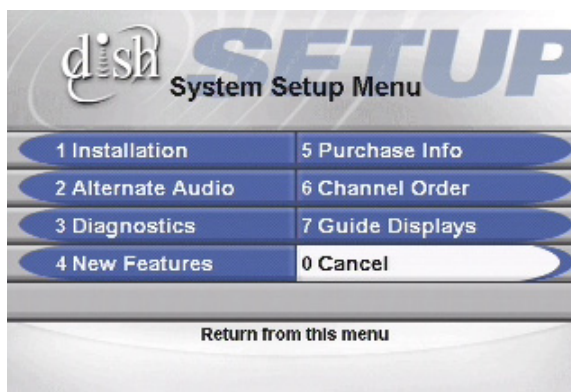 dish
SETUP
System Setup Menu
1 Installation
5 Purchase Info
2 Alternate Audio
6 Channel Order
3 Diagnostics
7 Guide Displays
4 New Features
0 Cancel
Return from this menu